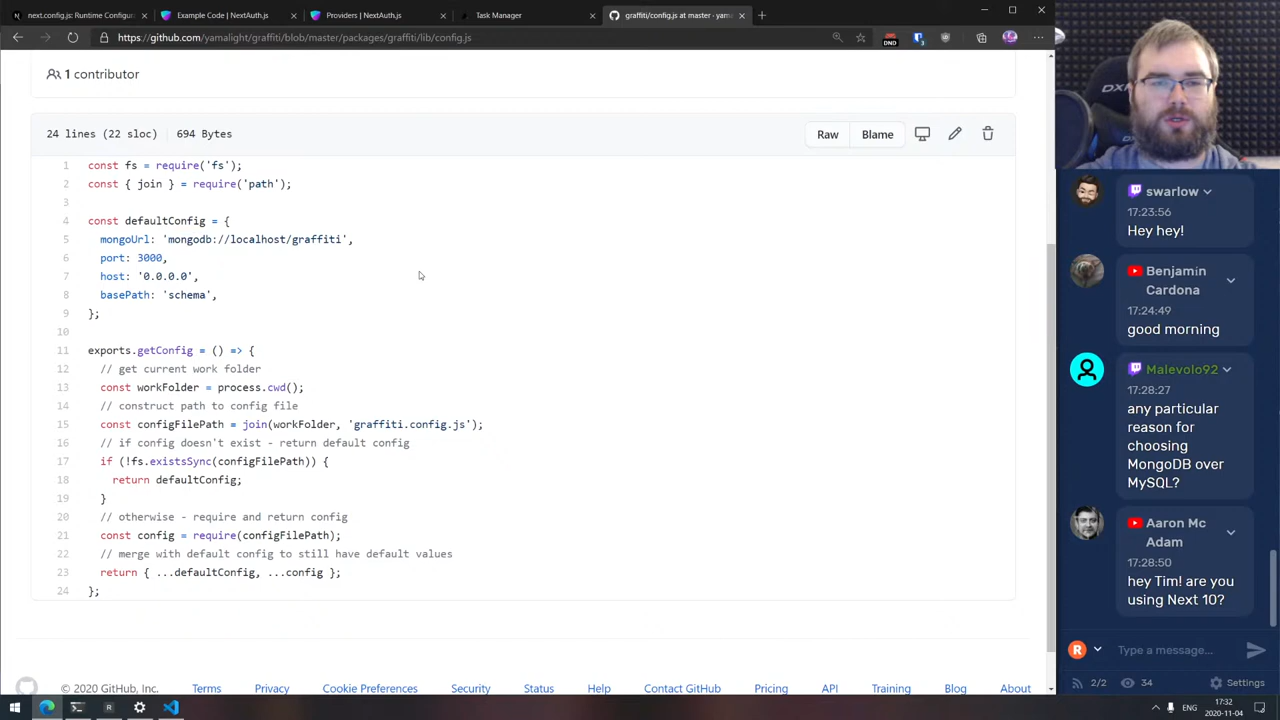 next.config.js: Runtime Configur
Example Code | NextAuth.js
Providers | NextAuth.js
Task Manager
graffiti/config.js at master · yama
https://github.com/yamalight/graffiti/blob/master/packages/graffiti/lib/config.js
DND
1 contributor
24 lines (22 sloc) 694 Bytes
Raw
Blame
1 const fs = require('fs');
2 const { join } = require('path');
3
4 const defaultConfig = {
5 mongoUrl: 'mongodb://localhost/graffiti',
6 port: 3000,
7 host: '0.0.0.0',
8 basePath: 'schema',
9 };
10
11 exports.getConfig = () => {
12 // get current work folder
13 const workFolder = process.cwd();
14 // construct path to config file
15 const configFilePath = join(workFolder, 'graffiti.config.js');
16 // if config doesn't exist - return default config
17 if (!fs.existsSync(configFilePath)) {
18 return defaultConfig;
19 }
20 // otherwise - require and return config
21 const config = require(configFilePath);
22 // merge with default config to still have default values
23 return { ...defaultConfig, ...config };
24 };
© 2020 GitHub, Inc.
Terms
Privacy
Cookie Preferences
Security
Status
Help
Contact GitHub
Pricing
API
Training
Blog
About
swarlow
17:23:56
Hey hey!
Benjamín
Cardona
17:24:49
good morning
Malevolo92
17:28:27
any particular
reason for
choosing
MongoDB over
MySQL?
Aaron Mc
Adam
17:28:50
hey Tim! are you
using Next 10?
R
Type a message...
2/2
34
Settings
ENG
17:32
2020-11-04